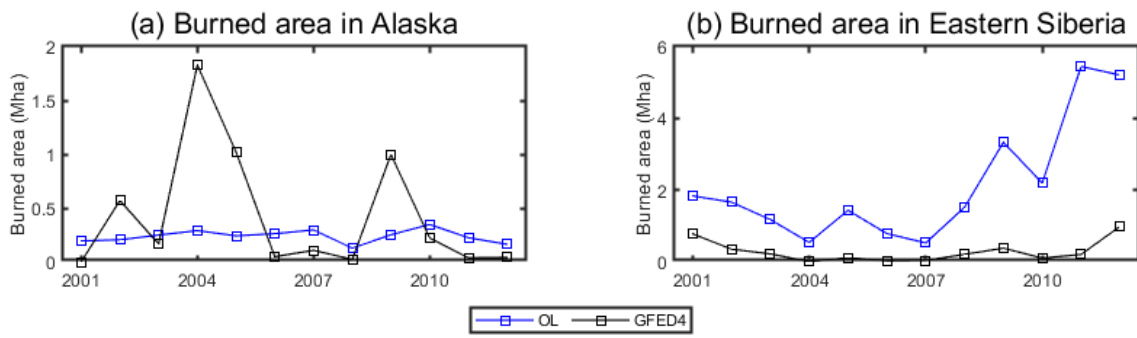 (a) Burned area in Alaska
Burned area (Mha)
2
1.5
1
0.5
0
2001 2004 2007 2010
(b) Burned area in Eastern Siberia
Burned area (Mha)
6
4
2
0
2001 2004 2007 2010
OL GFED4